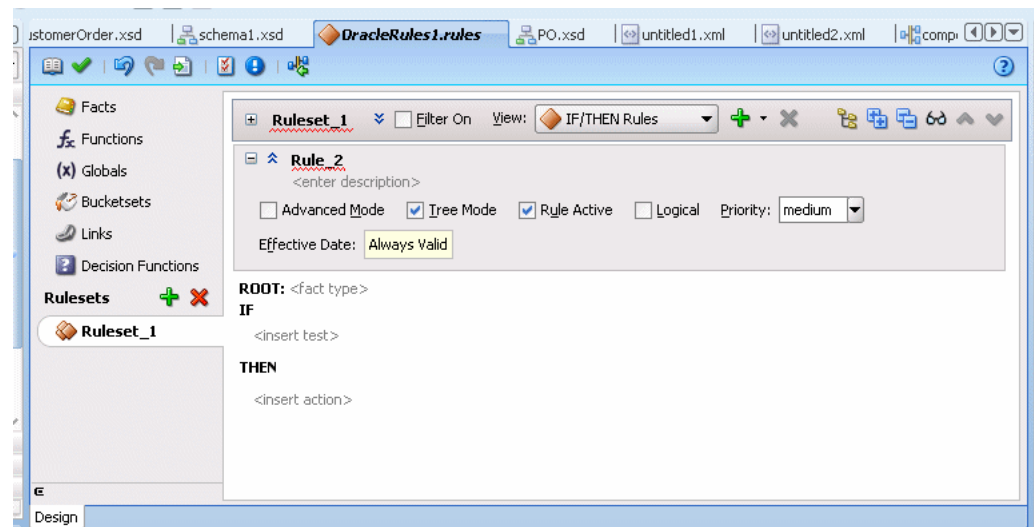 ustomerOrder.xsd schema1.xsd OracleRules1.rules PO.xsd untitled1.xml untitled2.xml comp
Facts
Functions
(x) Globals
Bucketsets
Links
Decision Functions
Rulesets
Ruleset_1
Ruleset_1 Filter On View: IF/THEN Rules
Rule_2
<enter description>
Advanced Mode Tree Mode Rule Active Logical Priority: medium
Effective Date: Always Valid
ROOT: <fact type>
IF
<insert test>
THEN
<insert action>
Design